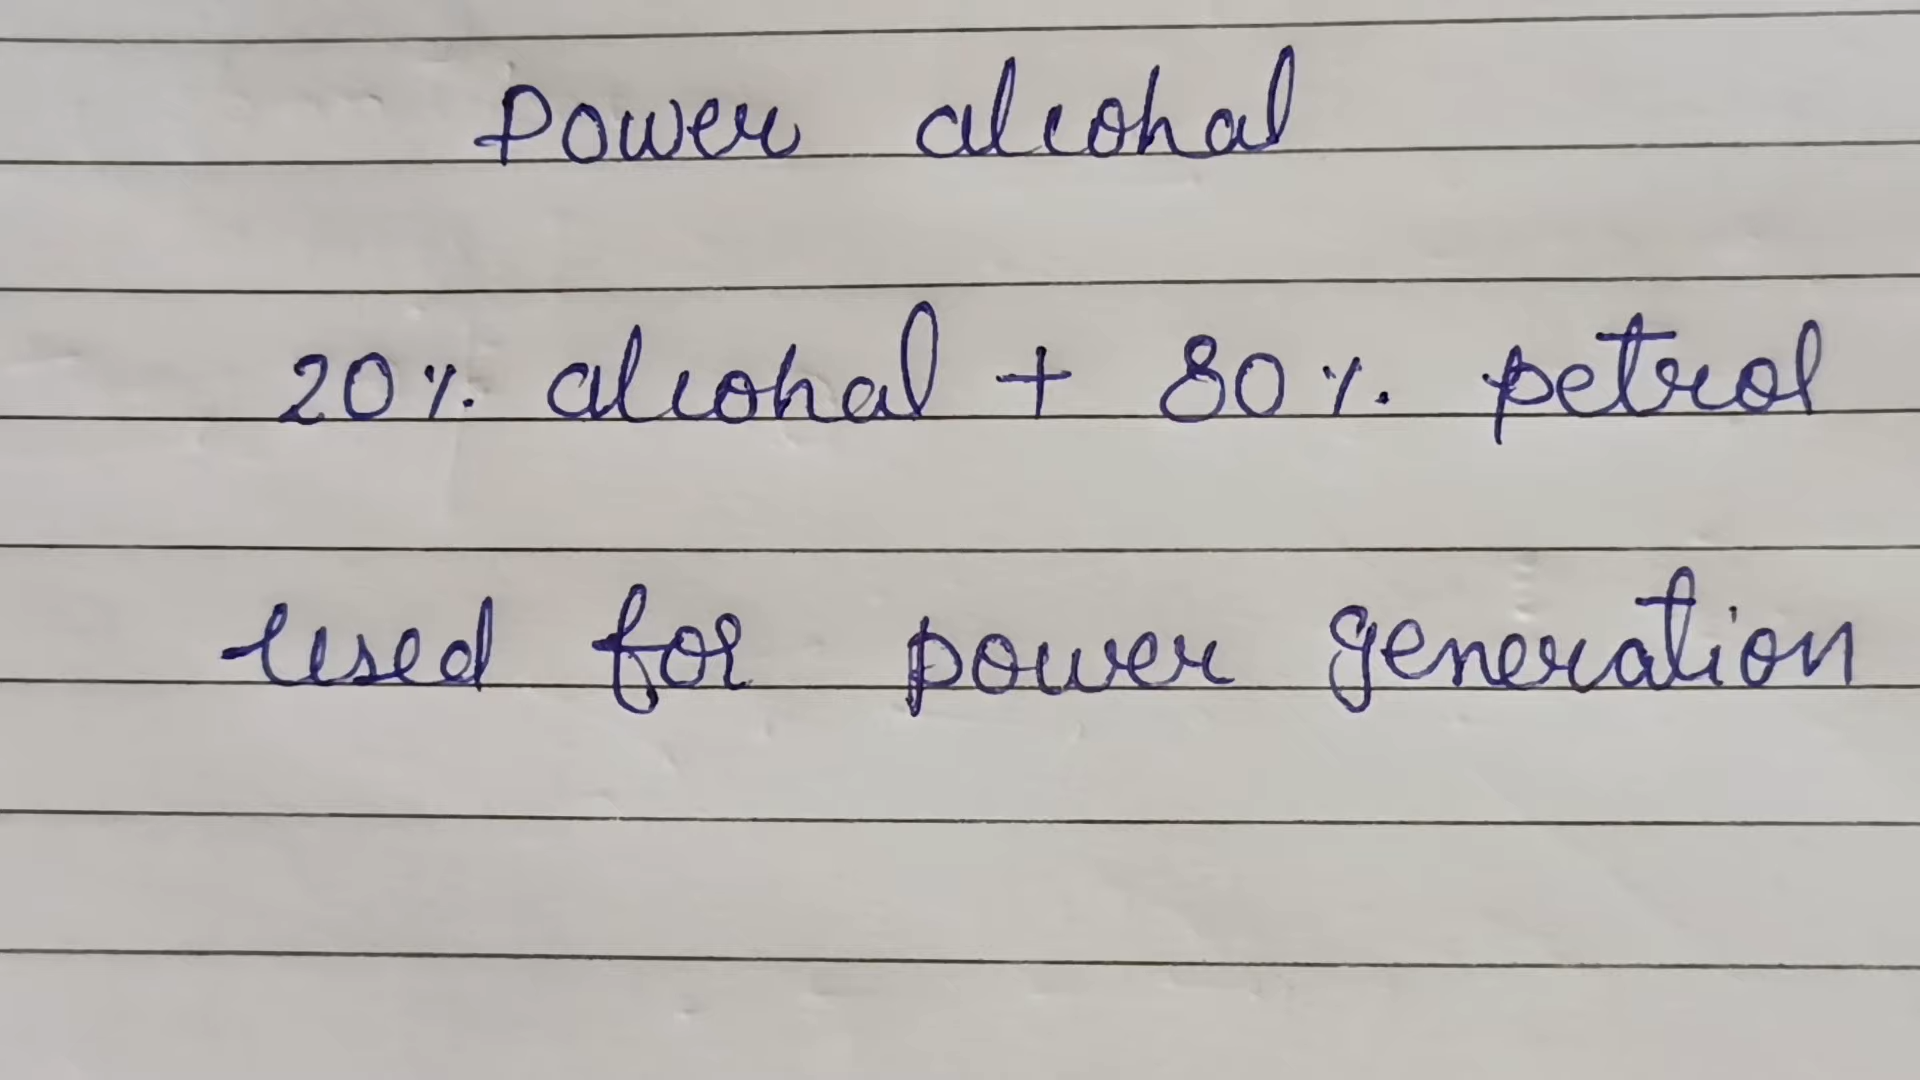 Power alcohal
20% alcohal + 80% petrol
used for power generation